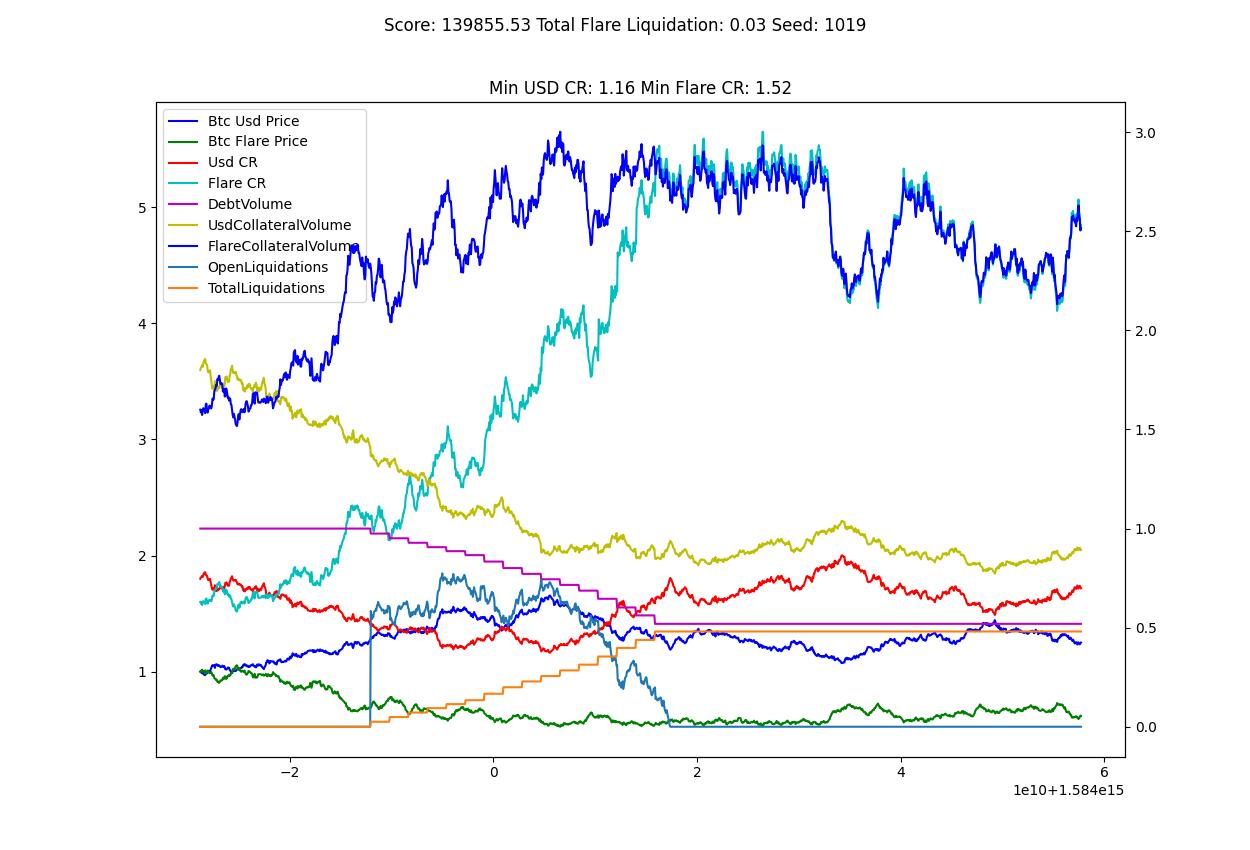 Score: 139855.53 Total Flare Liquidation: 0.03 Seed: 1019
Min USD CR: 1.16 Min Flare CR: 1.52
Btc Usd Price
Btc Flare Price
Usd CR
Flare CR
DebtVolume
UsdCollateralVolume
FlareCollateralVolume
OpenLiquidations
TotalLiquidations
5
4
3
2
1
3.0
2.5
2.0
1.5
1.0
0.5
0.0
−2
0
2
4
6
1e10+1.584e15